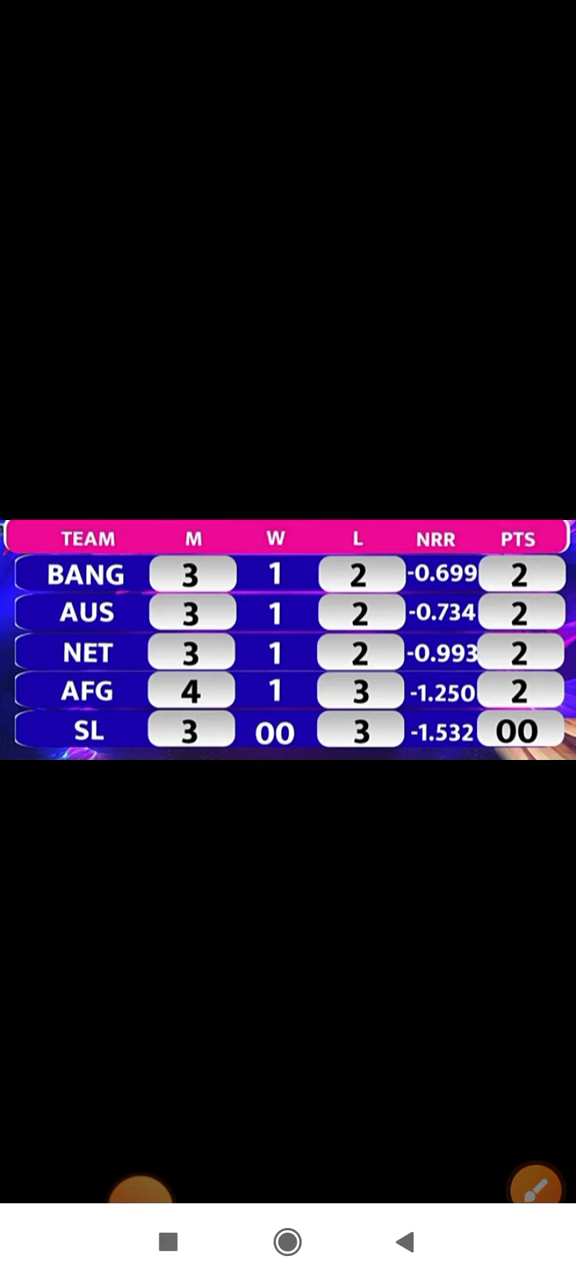 TEAM M W L NRR PTS
BANG 3 1 2 -0.699 2
AUS 3 1 2 -0.734 2
NET 3 1 2 -0.993 2
AFG 4 1 3 -1.250 2
SL 3 00 3 -1.532 00